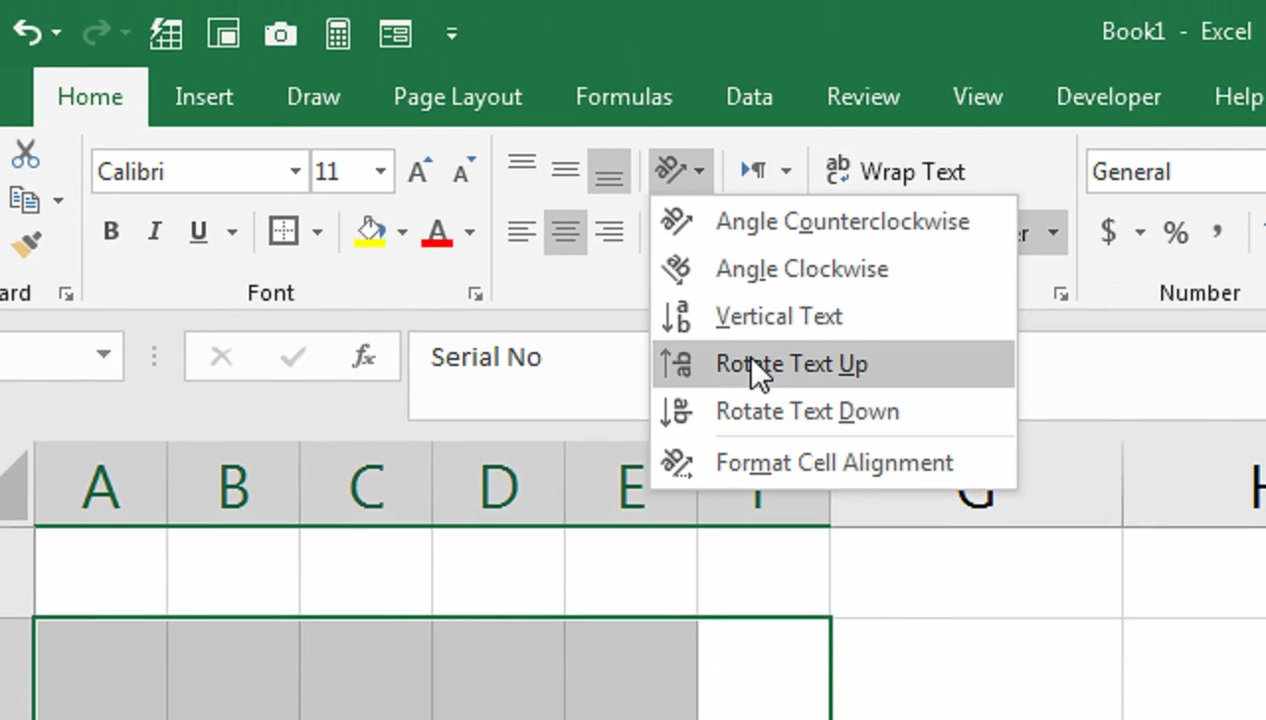 Book1 - Excel
Home Insert Draw Page Layout Formulas Data Review View Developer Help
Calibri 11 Wrap Text General
B I U A $ % ,
Font Number
Angle Counterclockwise
Angle Clockwise
Vertical Text
Rotate Text Up
Rotate Text Down
Format Cell Alignment
fx Serial No
A B C D E G